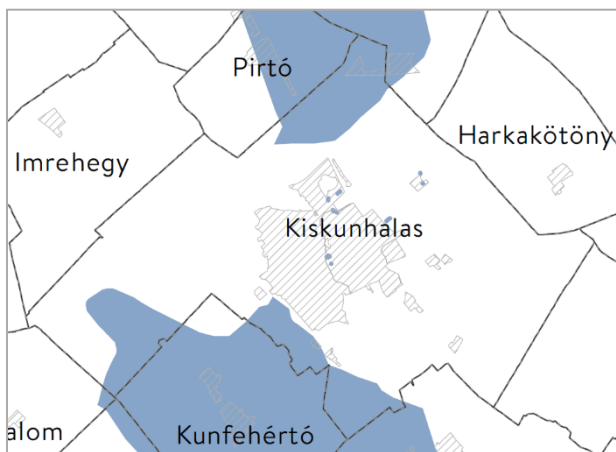 Pirtó
Harkakötöny
Imrehegy
Kiskunhalas
alom
Kunfehértó